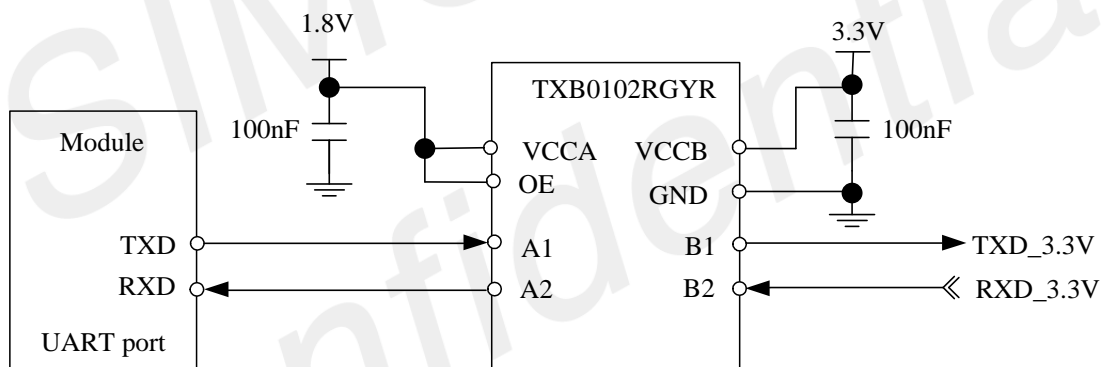 1.8V
3.3V
TXB0102RGYR
100nF
100nF
Module
VCCA
VCCB
OE
GND
TXD
A1
B1
TXD_3.3V
RXD
A2
B2
RXD_3.3V
UART port